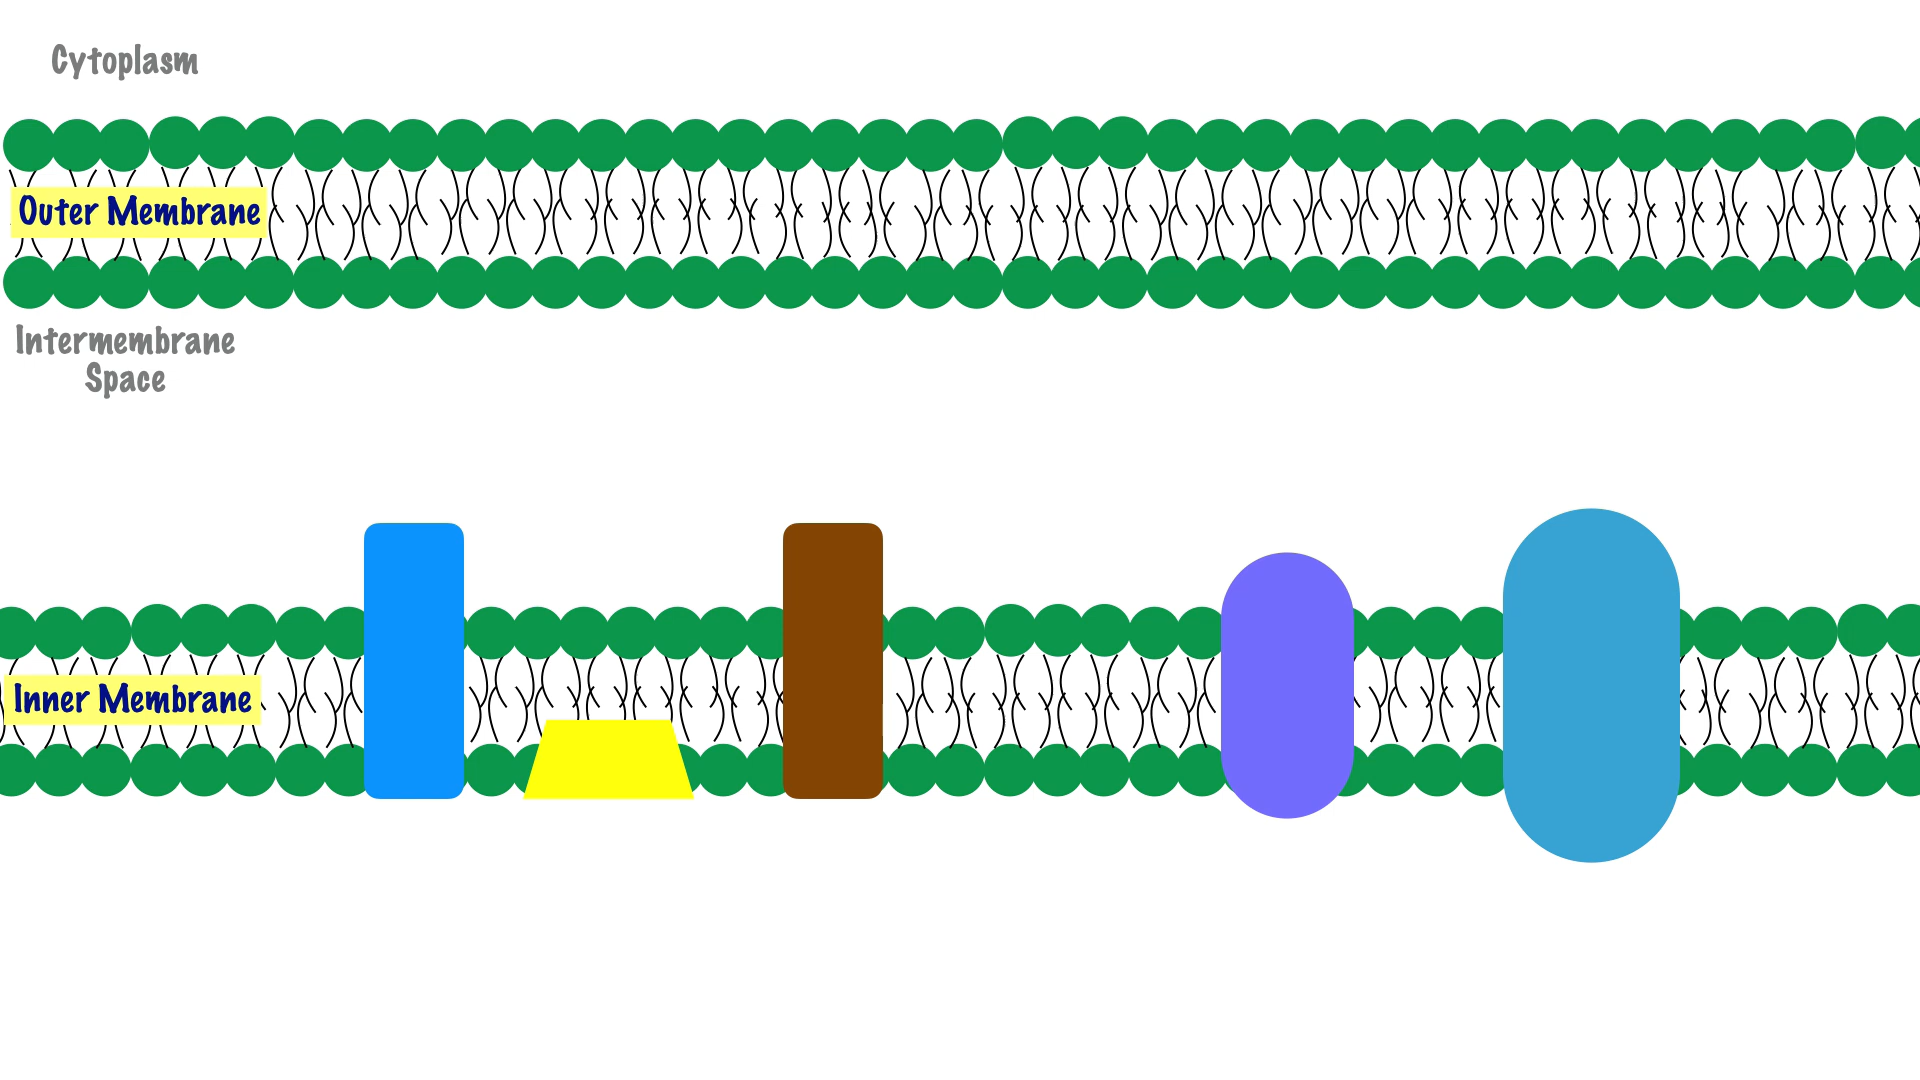 Cytoplasm
Outer Membrane
Intermembrane
Space
Inner Membrane